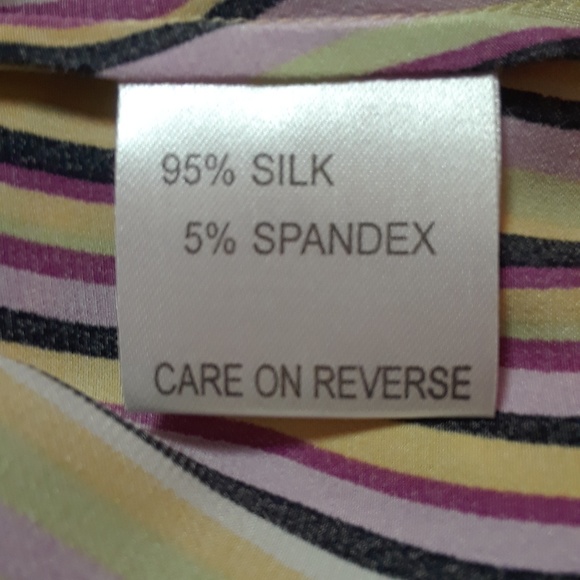 95% SILK
5% SPANDEX
CARE ON REVERSE